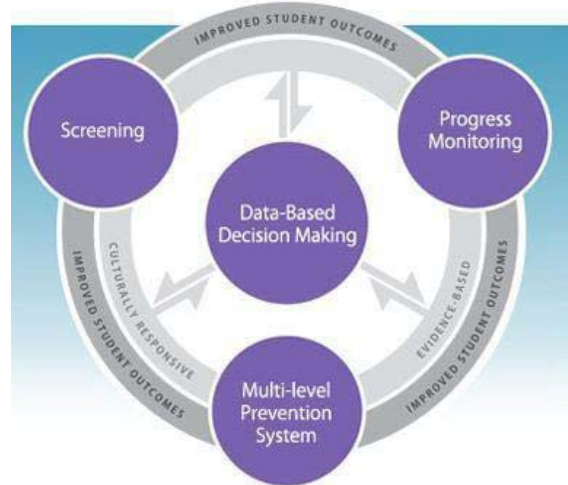 IMPROVED STUDENT OUTCOMES
Screening
Progress
Monitoring
Data-Based
Decision Making
CULTURALLY RESPONSIVE
EVIDENCE-BASED
IMPROVED STUDENT OUTCOMES
IMPROVED STUDENT OUTCOMES
Multi-level
Prevention
System